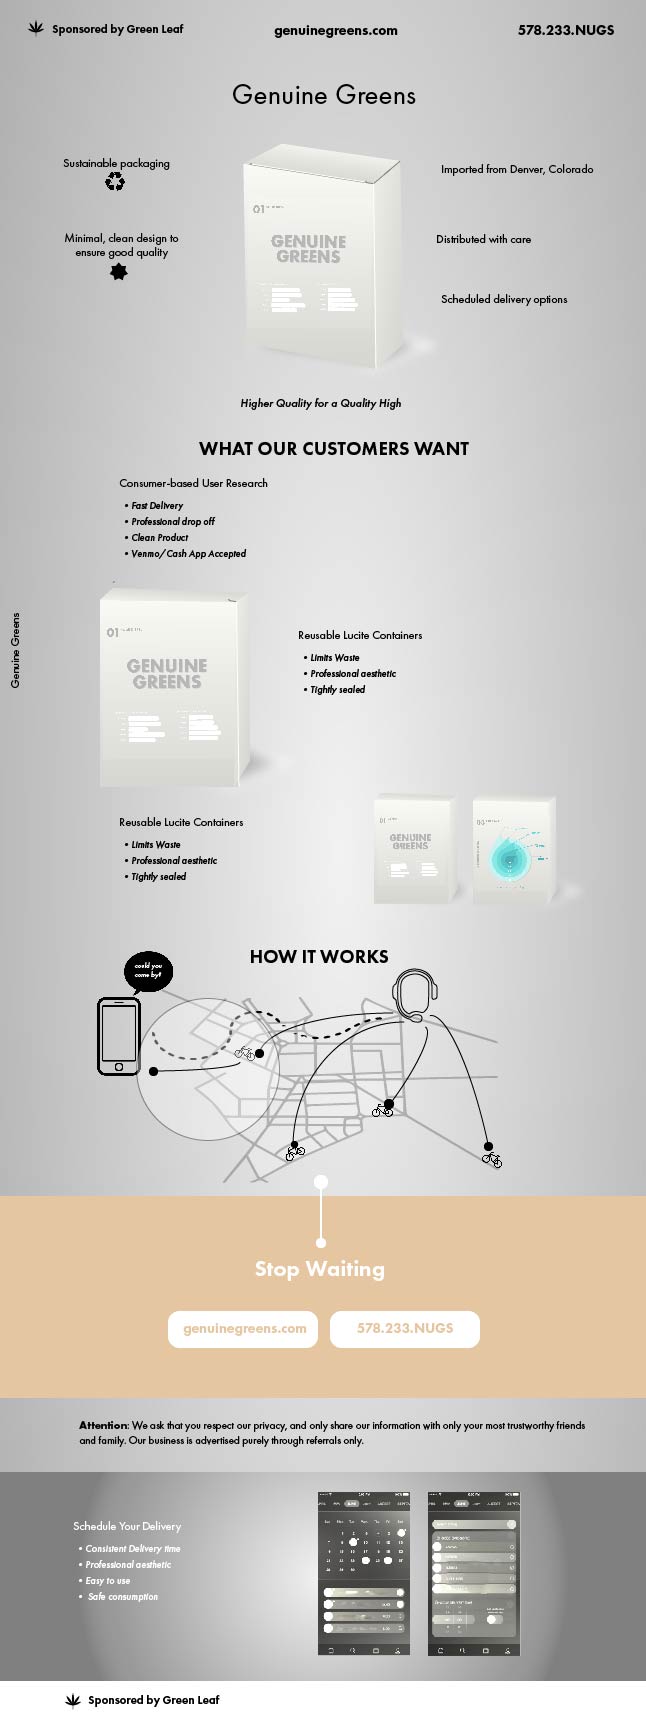 Sponsored by Green Leaf
genuinegreens.com
578.233.NUGS
Genuine Greens
Sustainable packaging
Minimal, clean design to
ensure good quality
01
GENUINE
GREENS
Imported from Denver, Colorado
Distributed with care
Scheduled delivery options
Higher Quality for a Quality High
WHAT OUR CUSTOMERS WANT
Consumer-based User Research
• Fast Delivery
• Professional drop off
• Clean Product
• Venmo/Cash App Accepted
Genuine Greens
01
GENUINE
GREENS
Reusable Lucite Containers
• Limits Waste
• Professional aesthetic
• Tightly sealed
Reusable Lucite Containers
• Limits Waste
• Professional aesthetic
• Tightly sealed
GENUINE
GREENS
HOW IT WORKS
could you
come by?
Stop Waiting
genuinegreens.com
578.233.NUGS
Attention: We ask that you respect our privacy, and only share our information with only your most trustworthy friends
and family. Our business is advertised purely through referrals only.
Schedule Your Delivery
• Consistent Delivery time
• Professional aesthetic
• Easy to use
• Safe consumption
Sponsored by Green Leaf